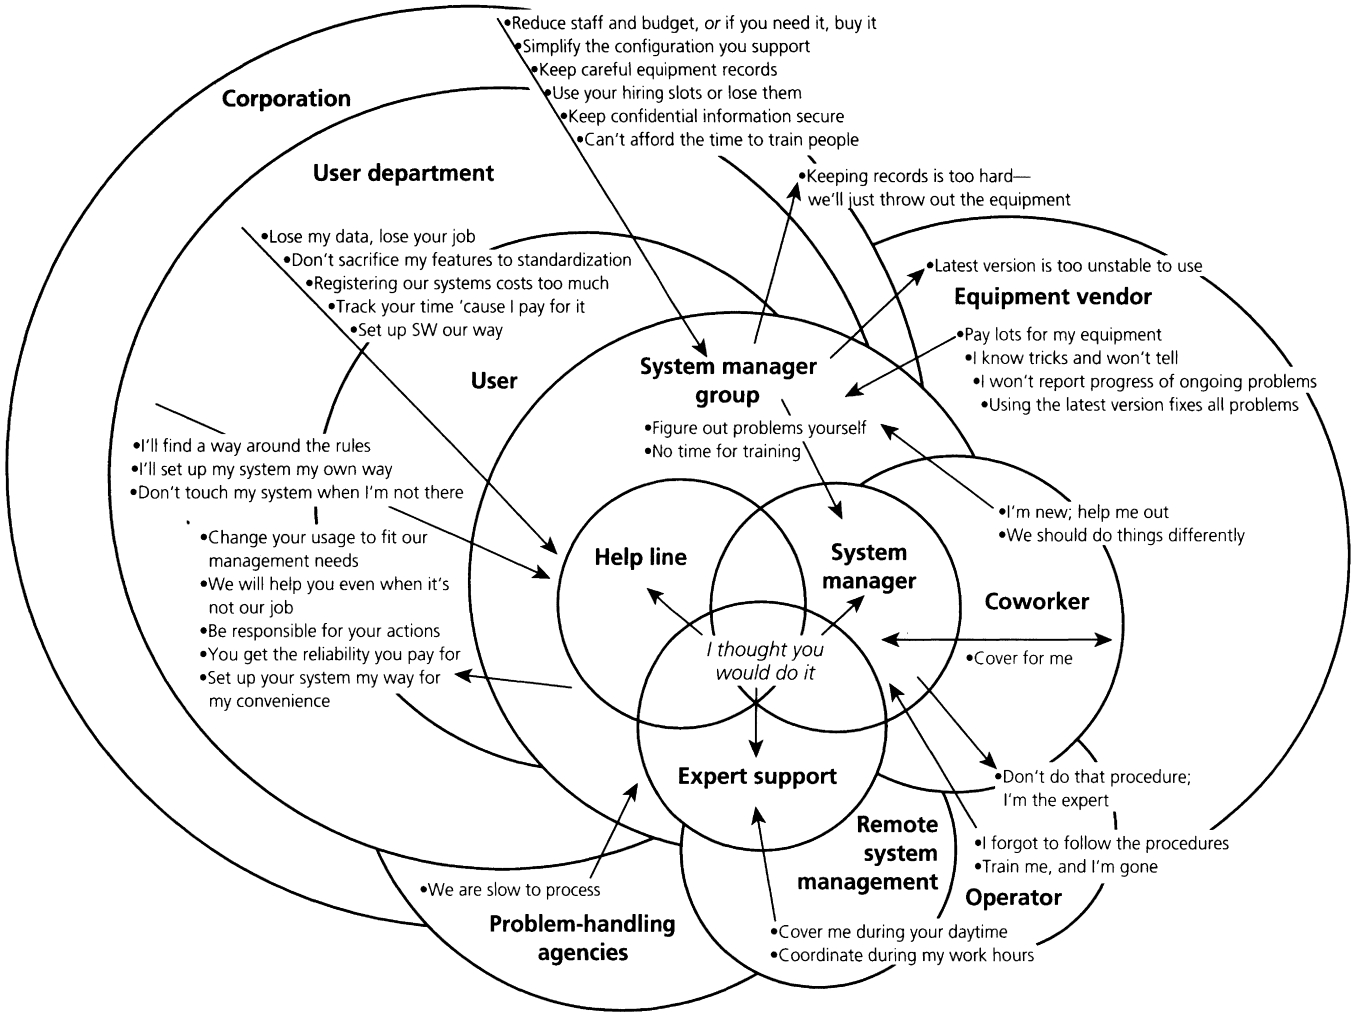 •Reduce staff and budget, or if you need it, buy it
•Simplify the configuration you support
•Keep careful equipment records
•Use your hiring slots or lose them
•Keep confidential information secure
•Can't afford the time to train people
Corporation
User department
•Keeping records is too hard—
we'll just throw out the equipment
•Lose my data, lose your job
•Don't sacrifice my features to standardization
•Registering our systems costs too much
•Track your time 'cause I pay for it
•Set up SW our way
•Latest version is too unstable to use
Equipment vendor
•Pay lots for my equipment
•I know tricks and won't tell
•I won't report progress of ongoing problems
•Using the latest version fixes all problems
User
System manager
group
•Figure out problems yourself
•No time for training
•I'll find a way around the rules
•I'll set up my system my own way
•Don't touch my system when I'm not there
•I'm new; help me out
•We should do things differently
•Change your usage to fit our
management needs
•We will help you even when it's
not our job
•Be responsible for your actions
•You get the reliability you pay for
•Set up your system my way for
my convenience
Help line
System
manager
Coworker
•Cover for me
I thought you
would do it
Expert support
•Don't do that procedure;
I'm the expert
Remote
system
management
•I forgot to follow the procedures
•Train me, and I'm gone
Operator
•We are slow to process
Problem-handling
agencies
•Cover me during your daytime
•Coordinate during my work hours